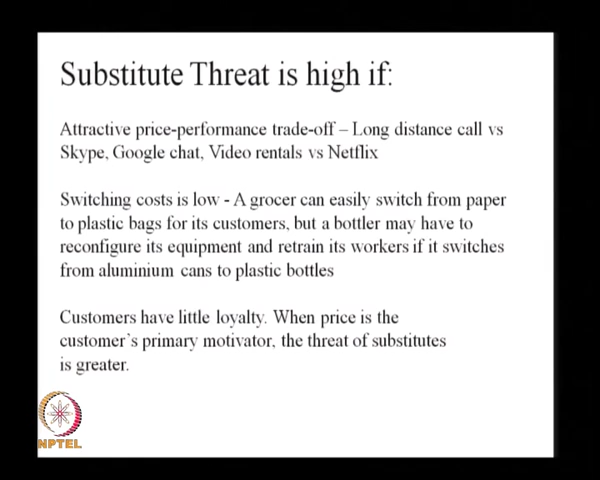 Substitute Threat is high if:
Attractive price-performance trade-off – Long distance call vs
Skype, Google chat, Video rentals vs Netflix
Switching costs is low - A grocer can easily switch from paper
to plastic bags for its customers, but a bottler may have to
reconfigure its equipment and retrain its workers if it switches
from aluminium cans to plastic bottles
Customers have little loyalty. When price is the
customer`s primary motivator, the threat of substitutes
is greater.
NPTEL